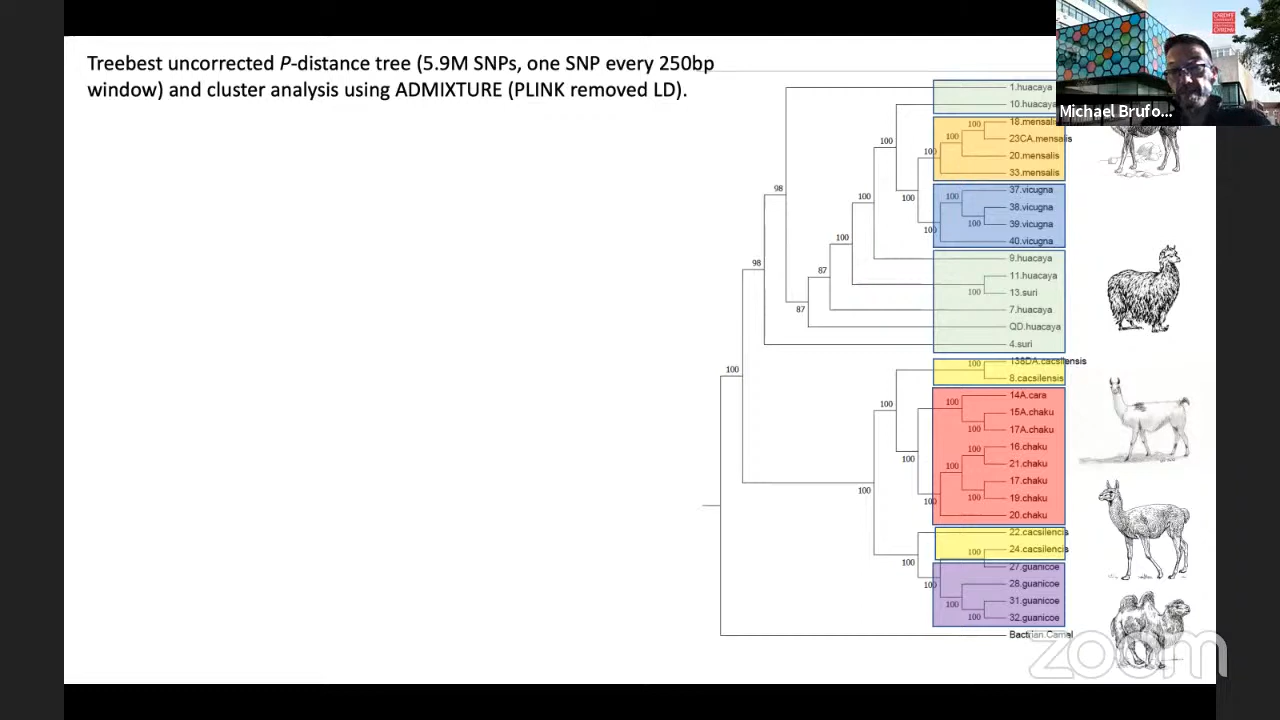 Treebest uncorrected P-distance tree (5.9M SNPs, one SNP every 250bp
window) and cluster analysis using ADMIXTURE (PLINK removed LD).
Michael Brufo...
1.huacaya
10.huacaya
18.mensalis
100
23CA.mensalis
100
20.mensalis
100
100
33.mensalis
98
37.vicugna
100
100
100
38.vicugna
39.vicugna
100
100
40.vicugna
100
9.huacaya
98
87
11.huacaya
13.suri
100
87
7.huacaya
QD.huacaya
4.suri
138DA.cacsilensis
100
100
8.cacsilensis
14A.cara
100
100
15A.chaku
17A.chaku
100
16.chaku
100
100
21.chaku
100
100
17.chaku
19.chaku
100
100
20.chaku
22.cacsilencis
24.cacsilencis
100
100
27.guanicoe
100
28.guanicoe
100
31.guanicoe
32.guanicoe
100
Bactrian.Camel
zoom